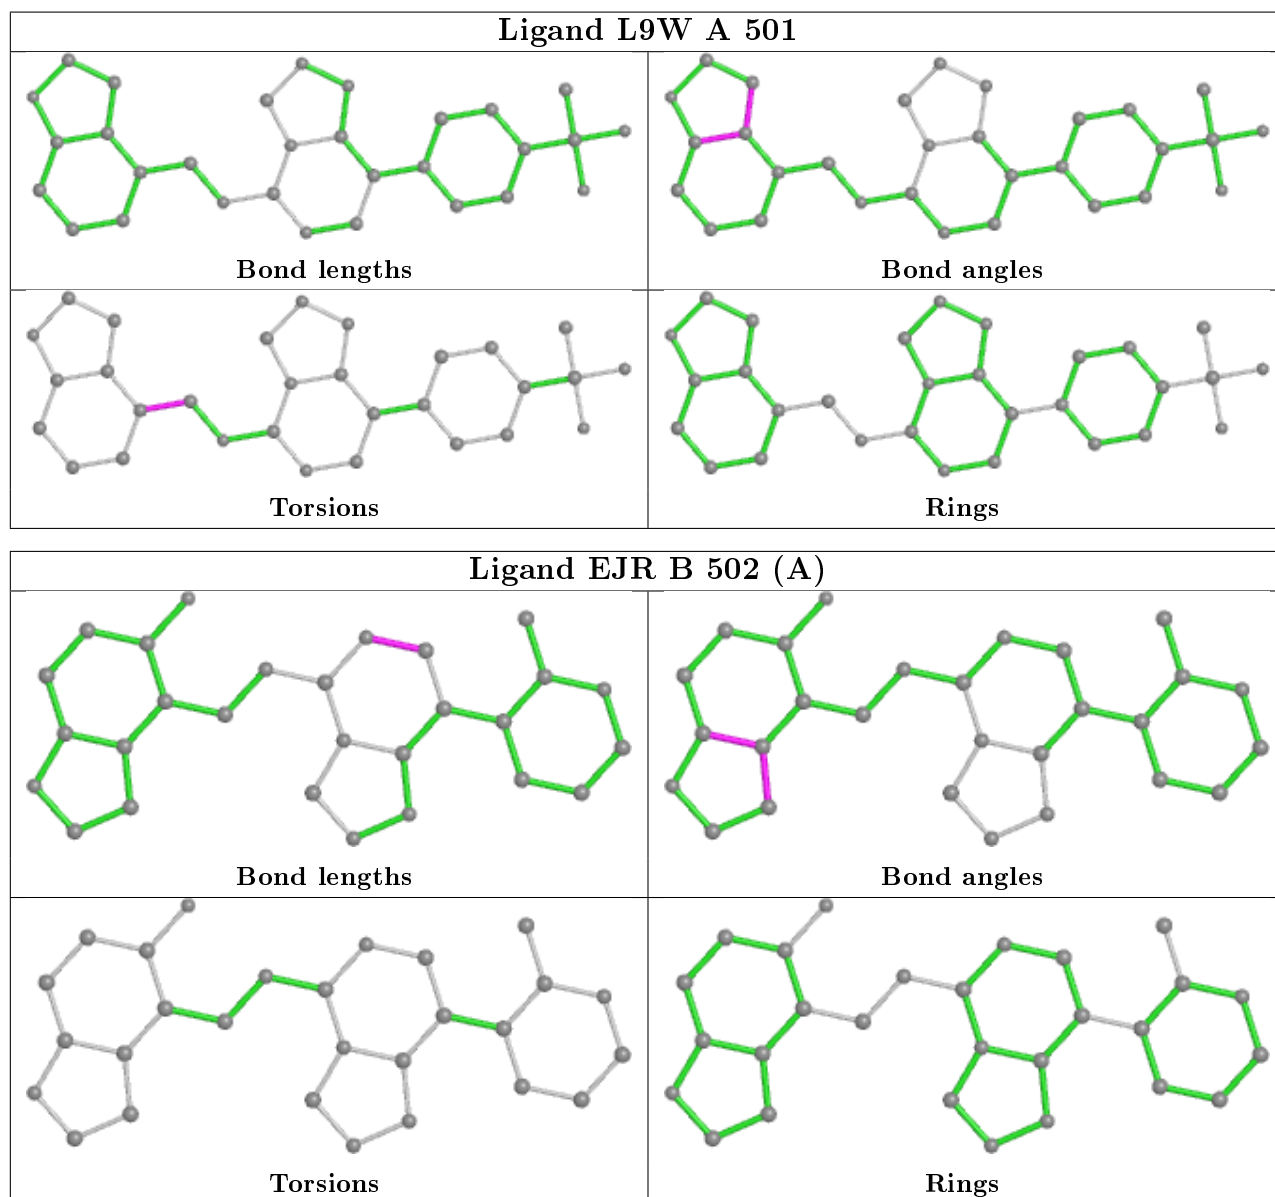 Ligand L9W A 501
Bond lengths
Bond angles
Torsions
Rings
Ligand EJR B 502 (A)
Bond lengths
Bond angles
Torsions
Rings